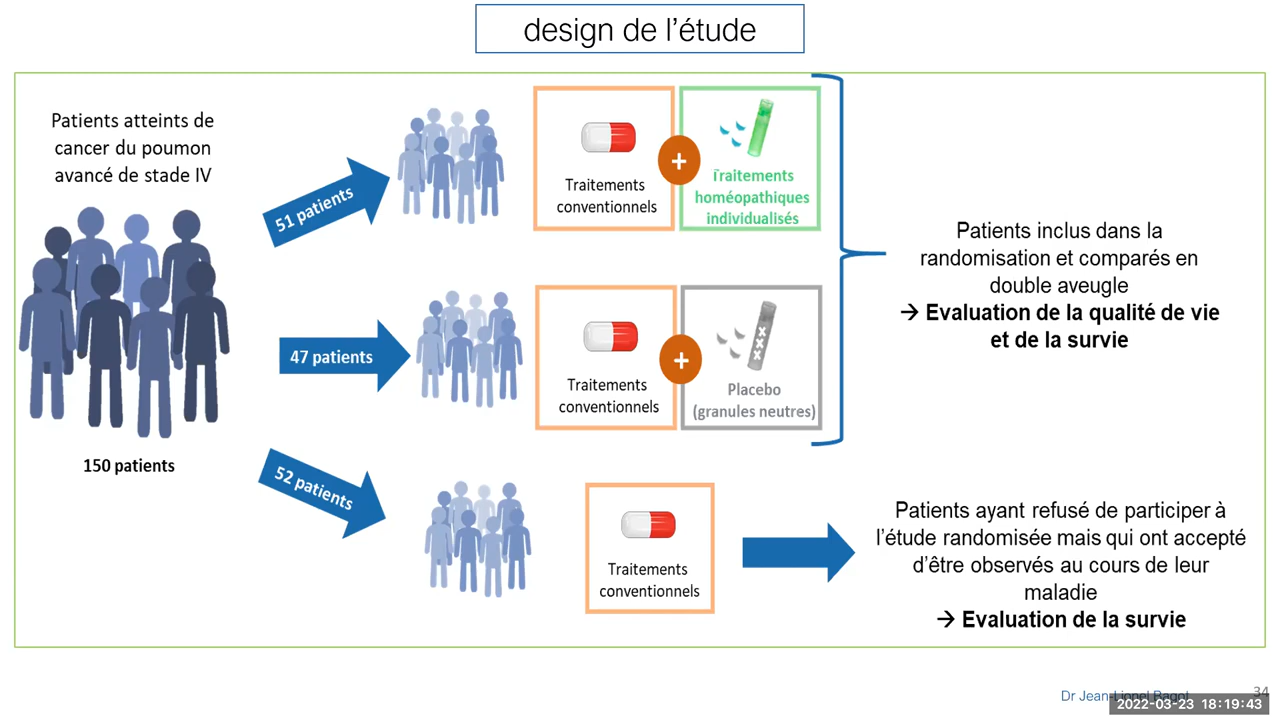 design de l'étude
Patients atteints de
cancer du poumon
avancé de stade IV
150 patients
51 patients
Traitements
conventionnels
+
Traitements
homéopathiques
individualisés
47 patients
Traitements
conventionnels
+
Placebo
(granules neutres)
Patients inclus dans la
randomisation et comparés en
double aveugle
→ Evaluation de la qualité de vie
et de la survie
52 patients
Traitements
conventionnels
Patients ayant refusé de participer à
l'étude randomisée mais qui ont accepté
d'être observés au cours de leur
maladie
→ Evaluation de la survie
Dr Jean-Lionel Bagot
34
2022-03-23 18:19:43